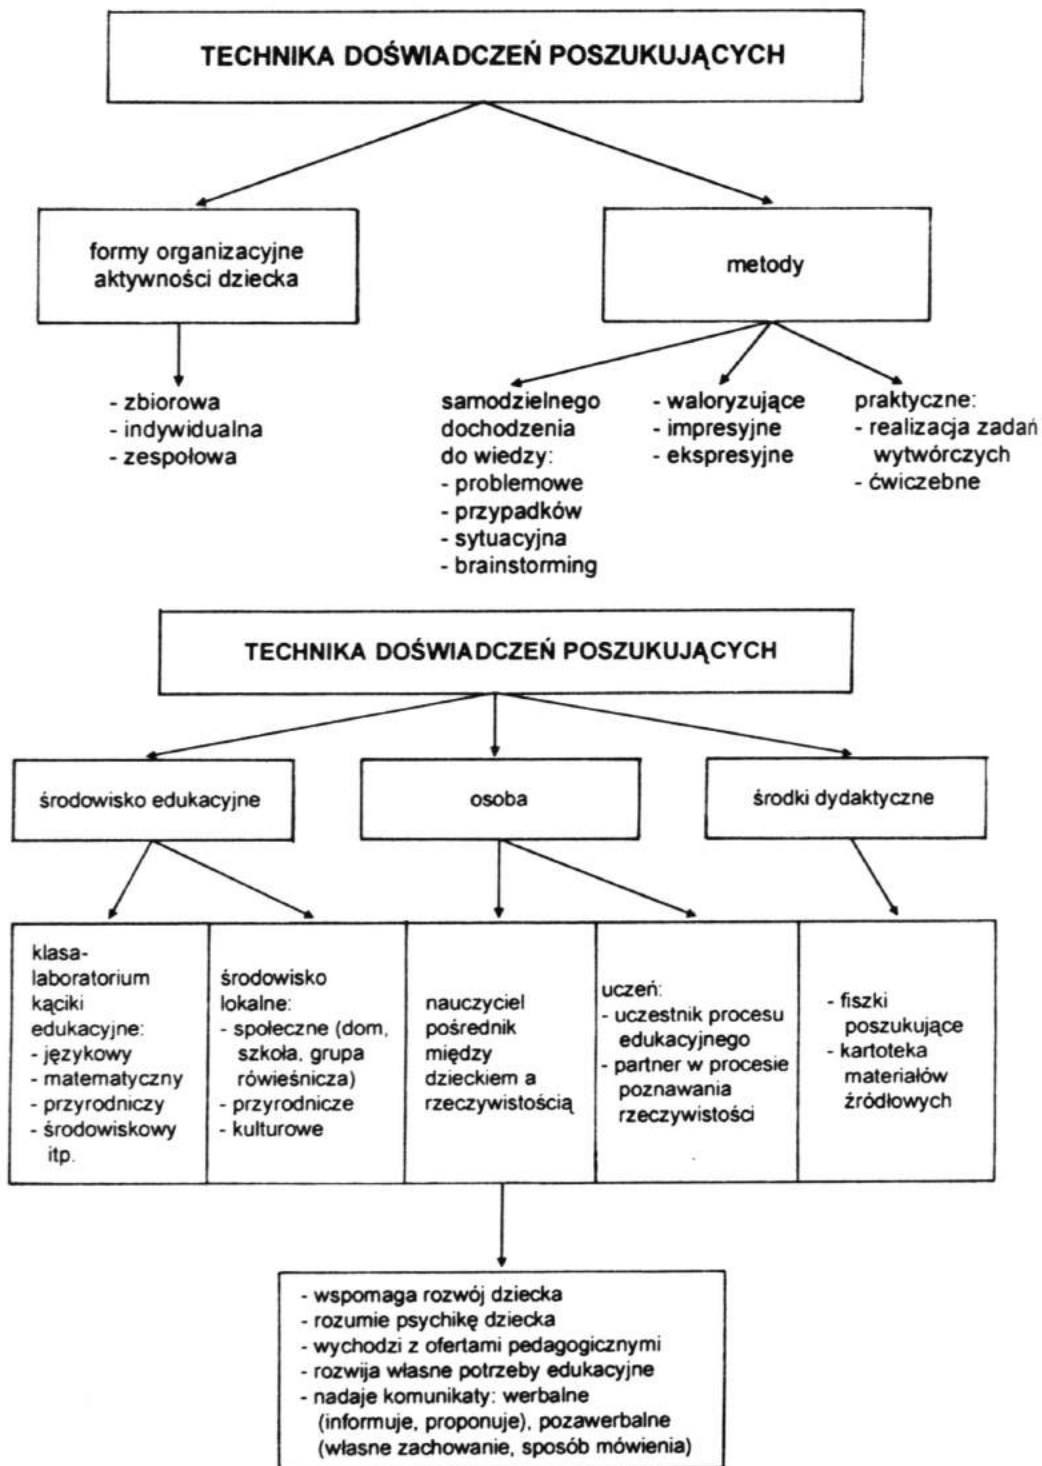 TECHNIKA DOŚWIADCZEŃ POSZUKUJĄCYCH
formy organizacyjne
aktywności dziecka
metody
- zbiorowa
- indywidualna
- zespołowa
samodzielnego
dochodzenia
do wiedzy:
- problemowe
- przypadków
- sytuacyjna
- brainstorming
- waloryzujące
- impresyjne
- ekspresyjne
praktyczne:
- realizacja zadań
wytwórczych
- ćwiczebne
TECHNIKA DOŚWIADCZEŃ POSZUKUJĄCYCH
środowisko edukacyjne
osoba
środki dydaktyczne
klasa-
laboratorium
kąciki
edukacyjne:
- językowy
- matematyczny
- przyrodniczy
- środowiskowy
itp.
środowisko
lokalne:
- społeczne (dom,
szkoła, grupa
rówieśnicza)
- przyrodnicze
- kulturowe
nauczyciel
pośrednik
między
dzieckiem a
rzeczywistością
uczeń:
- uczestnik procesu
edukacyjnego
- partner w procesie
poznawania
rzeczywistości
- fiszki
poszukujące
- kartoteka
materiałów
źródłowych
- wspomaga rozwój dziecka
- rozumie psychikę dziecka
- wychodzi z ofertami pedagogicznymi
- rozwija własne potrzeby edukacyjne
- nadaje komunikaty: werbalne
(informuje, proponuje), pozawerbalne
(własne zachowanie, sposób mówienia)